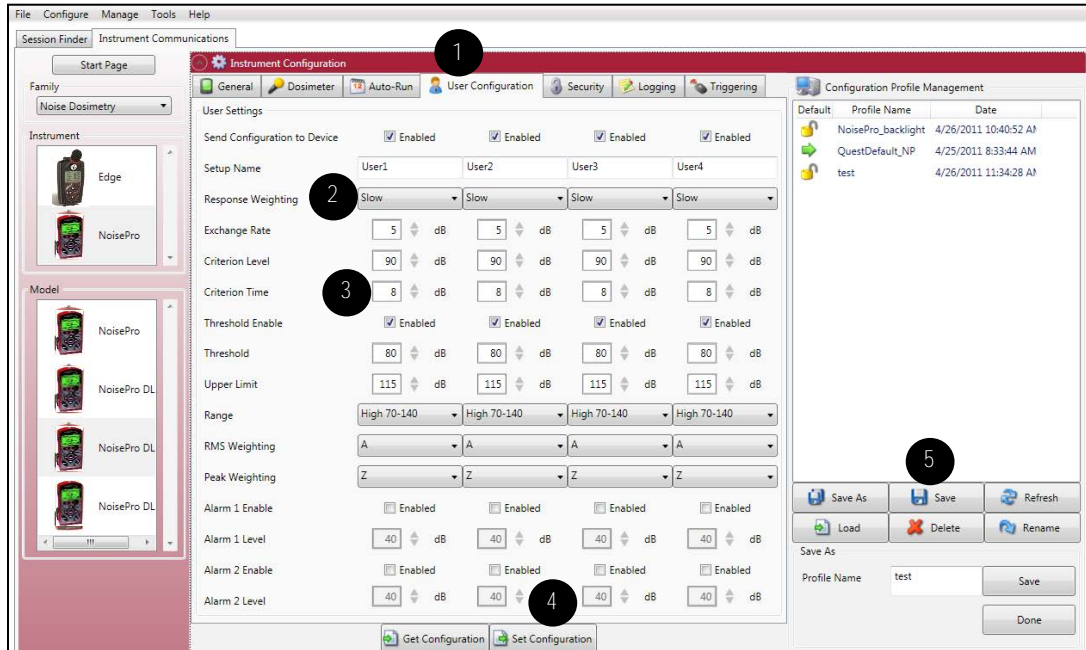 File Configure Manage Tools Help
Session Finder Instrument Communications
Start Page
Family
Noise Dosimetry
Instrument
Edge
NoisePro
Model
NoisePro
NoisePro DL
NoisePro DL
NoisePro DL
1
Instrument Configuration
General Dosimeter 12 Auto-Run User Configuration Security Logging Triggering
User Settings
Send Configuration to Device Enabled Enabled Enabled Enabled
Setup Name User1 User2 User3 User4
Response Weighting 2 Slow Slow Slow Slow
Exchange Rate 5 dB 5 dB 5 dB 5 dB
Criterion Level 90 dB 90 dB 90 dB 90 dB
Criterion Time 3 8 dB 8 dB 8 dB 8 dB
Threshold Enable Enabled Enabled Enabled Enabled
Threshold 80 dB 80 dB 80 dB 80 dB
Upper Limit 115 dB 115 dB 115 dB 115 dB
Range High 70-140 High 70-140 High 70-140 High 70-140
RMS Weighting A A A A
Peak Weighting Z Z Z Z
Alarm 1 Enable Enabled Enabled Enabled Enabled
Alarm 1 Level 40 dB 40 dB 40 dB 40 dB
Alarm 2 Enable Enabled Enabled Enabled Enabled
Alarm 2 Level 40 dB 40 4 40 dB 40 dB
Get Configuration Set Configuration
Configuration Profile Management
Default Profile Name Date
NoisePro_backlight 4/26/2011 10:40:52 AM
QuestDefault_NP 4/25/2011 8:33:44 AM
test 4/26/2011 11:34:28 AM
5
Save As Save Refresh
Load Delete Rename
Save As
Profile Name test Save
Done